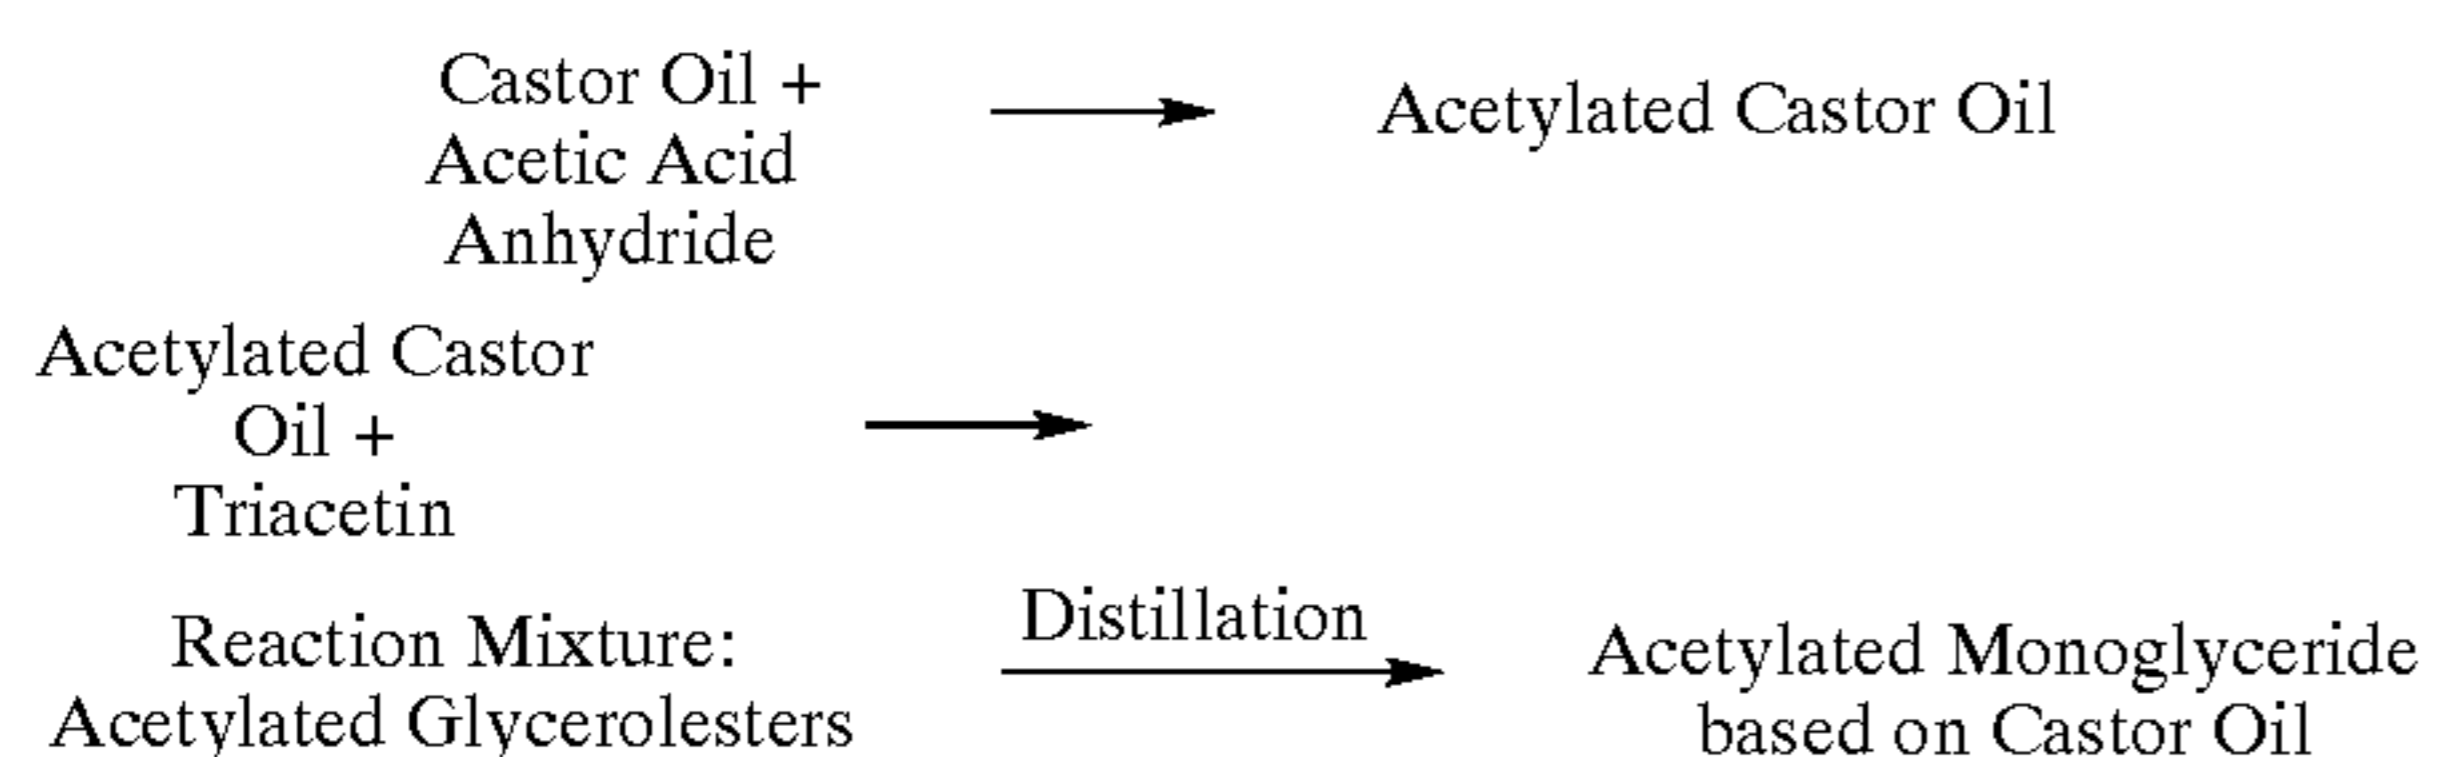 Castor Oil +
Acetic Acid
Anhydride
Acetylated Castor Oil
Acetylated Castor
Oil +
Triacetin
Reaction Mixture:
Acetylated Glycerolesters
Distillation
Acetylated Monoglyceride
based on Castor Oil